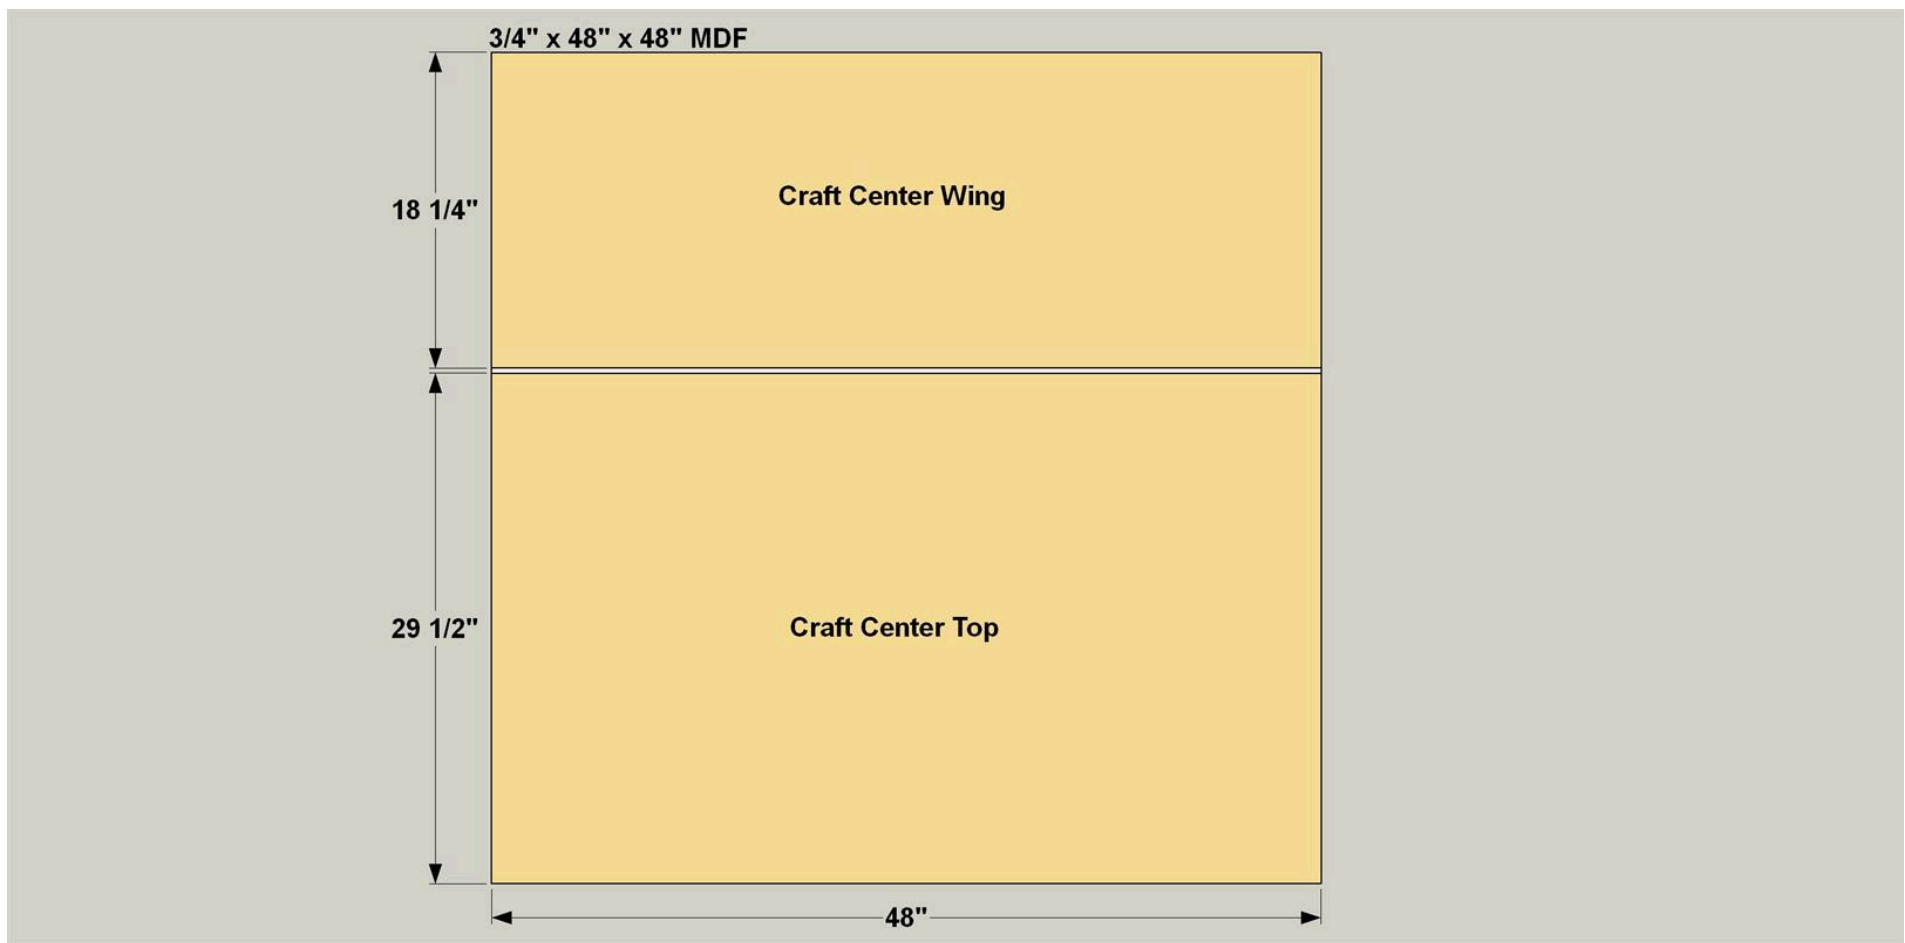 3/4" x 48" x 48" MDF
18 1/4"
Craft Center Wing
29 1/2"
Craft Center Top
48"